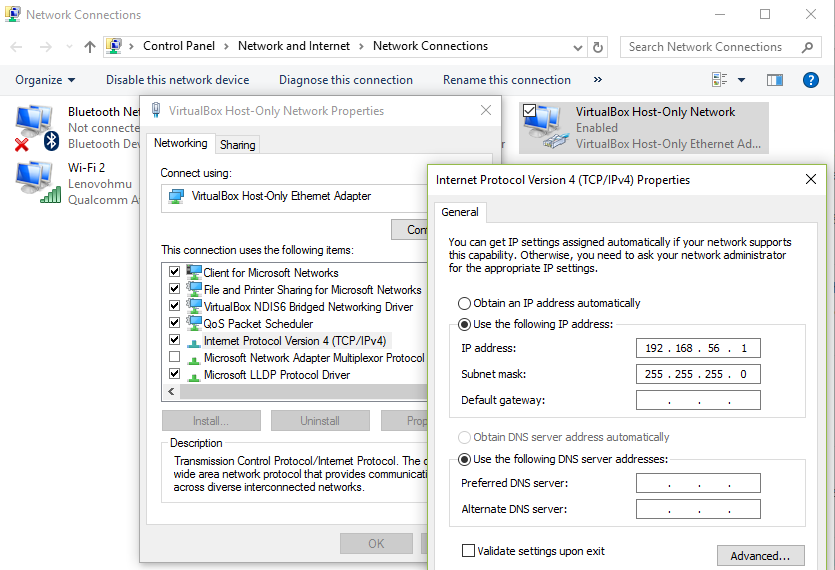 Network Connections
Control Panel > Network and Internet > Network Connections
Search Network Connections
Organize
Disable this network device
Diagnose this connection
Rename this connection
»
Bluetooth Net
Not connecte
Bluetooth Dev
Wi-Fi 2
Lenovohmu
Qualcomm A
VirtualBox Host-Only Network
Enabled
VirtualBox Host-Only Ethernet Ad...
VirtualBox Host-Only Network Properties
Networking
Sharing
Connect using:
VirtualBox Host-Only Ethernet Adapter
Con
This connection uses the following items:
Client for Microsoft Networks
File and Printer Sharing for Microsoft Networks
VirtualBox NDIS6 Bridged Networking Driver
QoS Packet Scheduler
Internet Protocol Version 4 (TCP/IPv4)
Microsoft Network Adapter Multiplexor Protocol
Microsoft LLDP Protocol Driver
Install...
Uninstall
Prop
Description
Transmission Control Protocol/Internet Protocol. The
wide area network protocol that provides communicati
across diverse interconnected networks.
OK
Internet Protocol Version 4 (TCP/IPv4) Properties
General
You can get IP settings assigned automatically if your network supports
this capability. Otherwise, you need to ask your network administrator
for the appropriate IP settings.
Obtain an IP address automatically
Use the following IP address:
IP address: 192 . 168 . 56 . 1
Subnet mask: 255 . 255 . 255 . 0
Default gateway: . . .
Obtain DNS server address automatically
Use the following DNS server addresses:
Preferred DNS server: . . .
Alternate DNS server: . . .
Validate settings upon exit
Advanced...